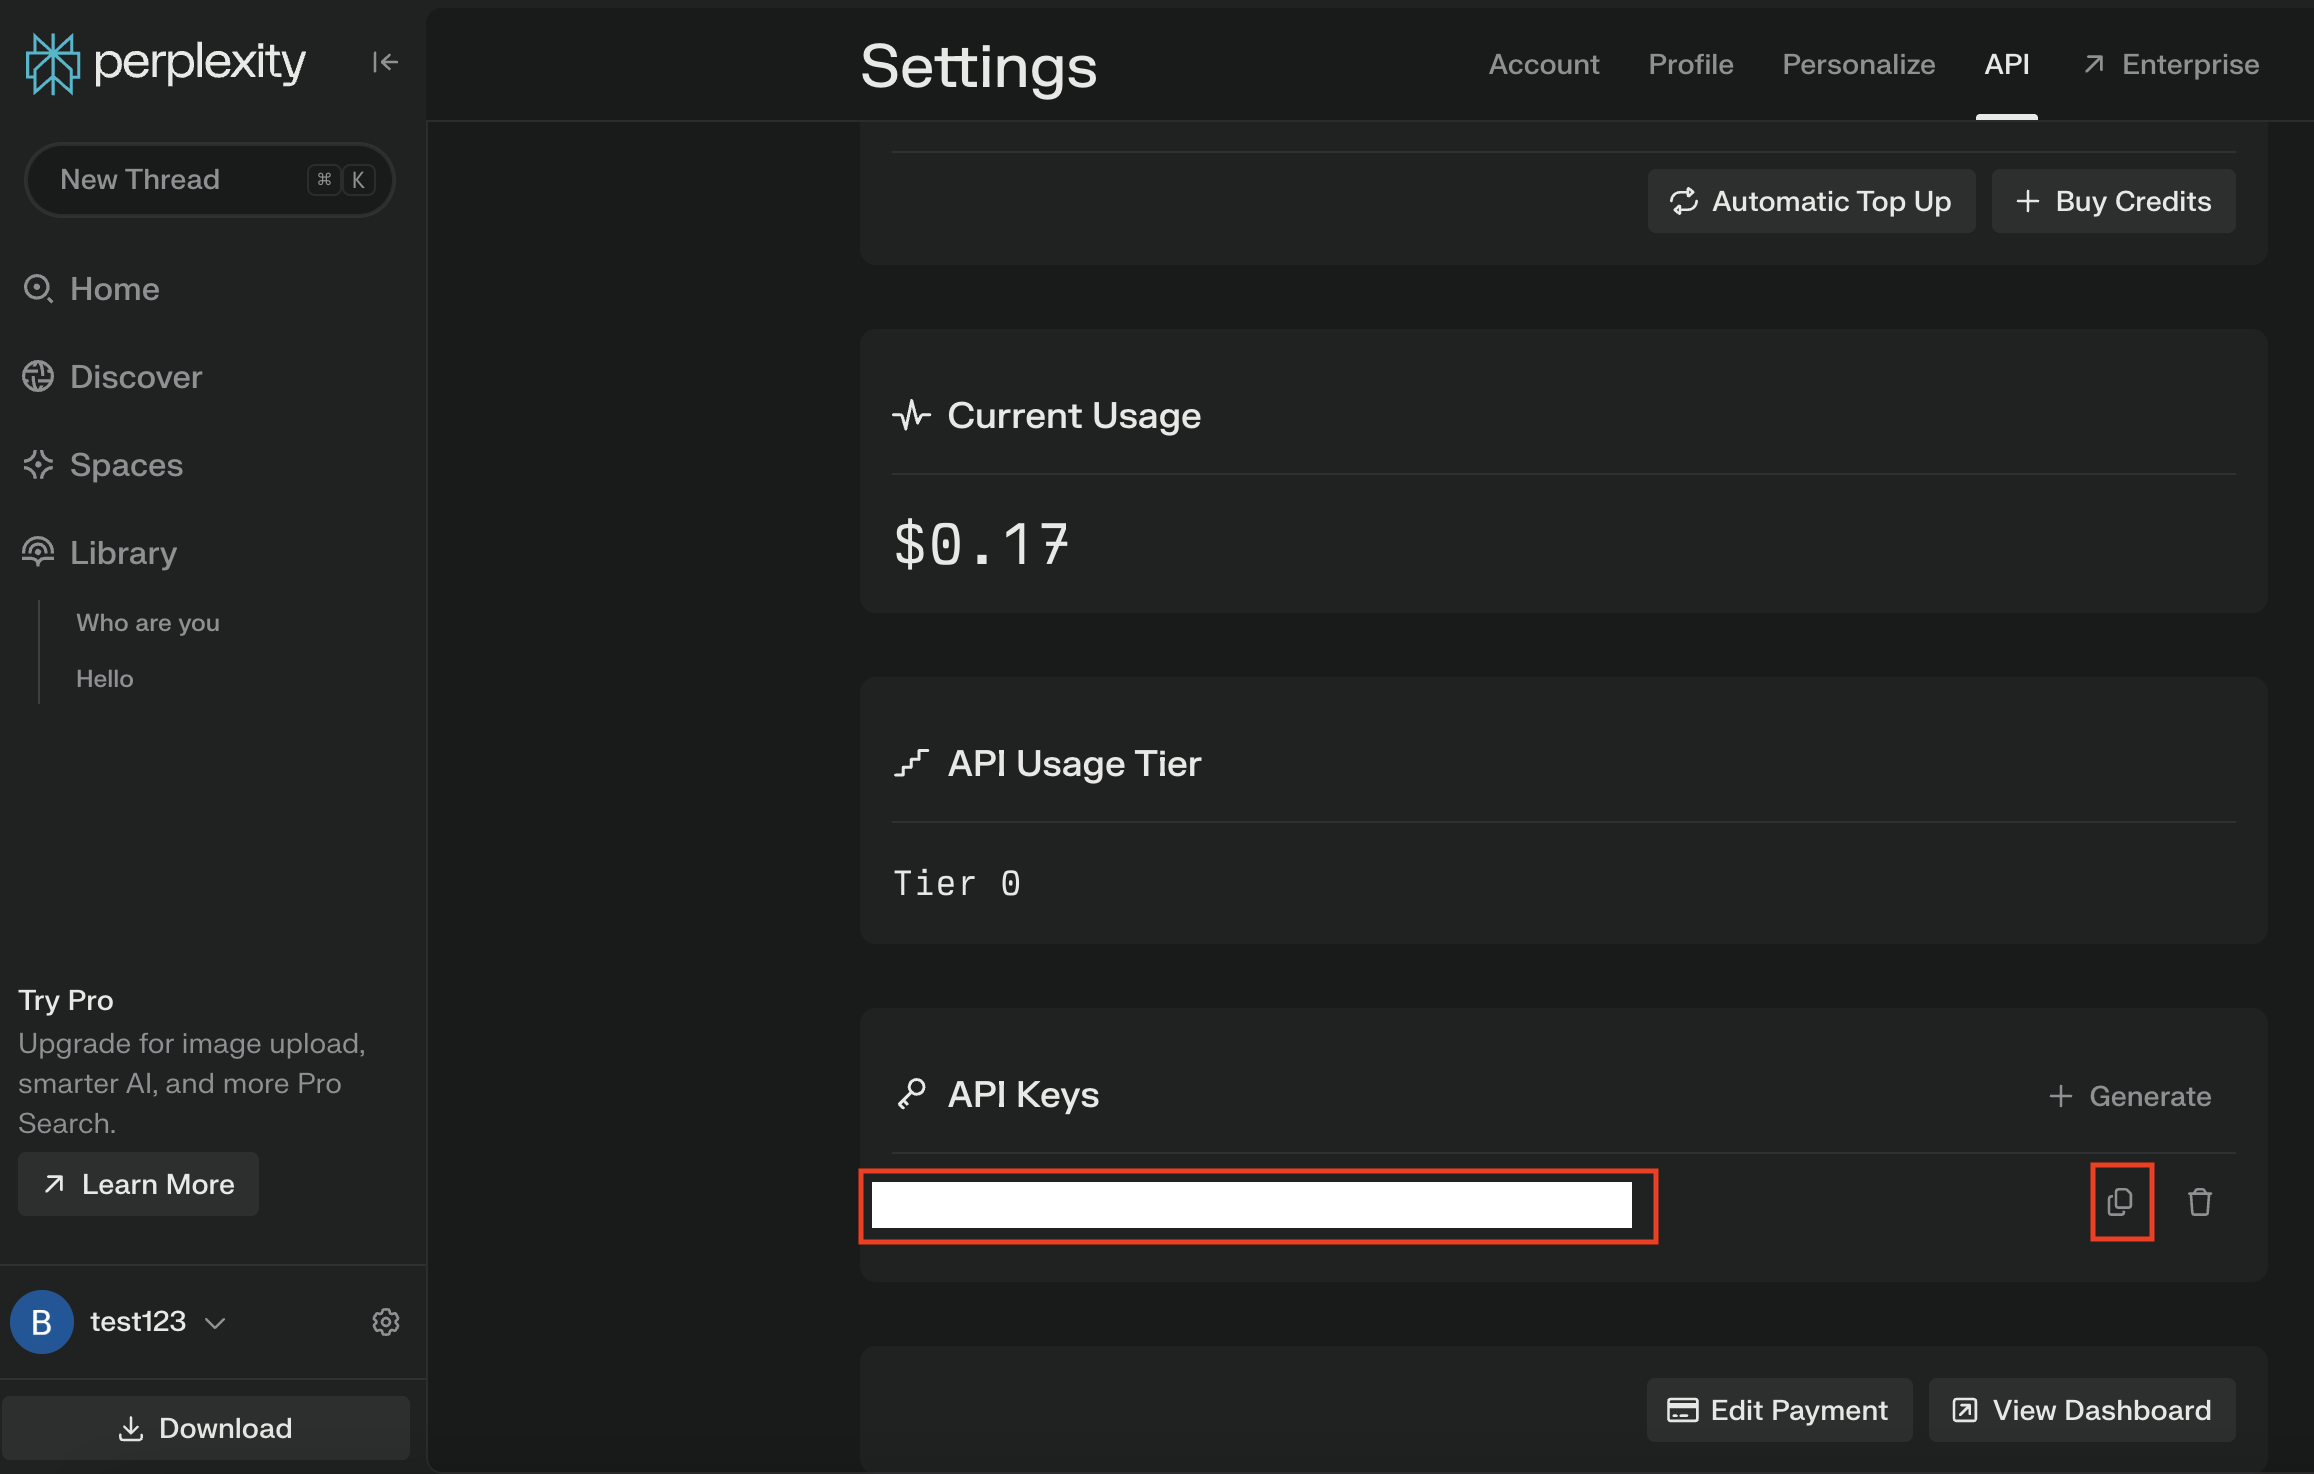 perplexity
New Thread ⌘ K
Home
Discover
Spaces
Library
Who are you
Hello
Try Pro
Upgrade for image upload,
smarter AI, and more Pro
Search.
Learn More
B test123
Download
Settings
Account Profile Personalize API Enterprise
Automatic Top Up + Buy Credits
Current Usage
$0.17
API Usage Tier
Tier 0
API Keys
+ Generate
Edit Payment View Dashboard